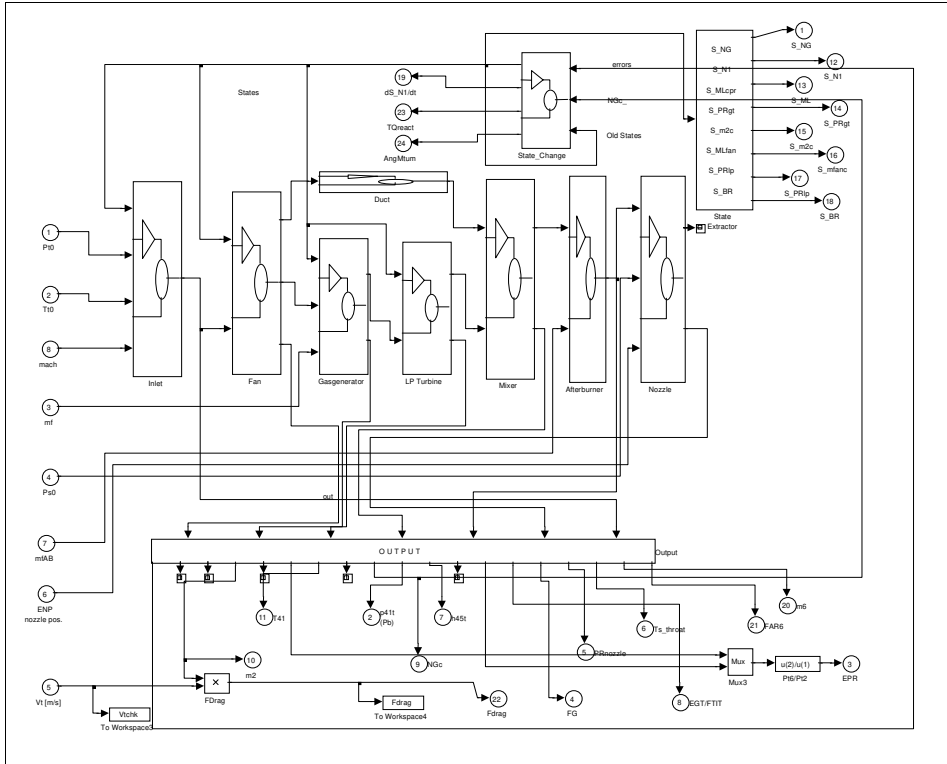 1
S_NG
S_NG
errors
12
S_N1
S_N1
19
dS_N1/dt
States
S_MLcpr
13
S_ML
NGc_
S_PRgt
14
S_PRgt
23
TQreact
S_m2c
15
S_m2c
Old States
24
AngMtum
State_Change
S_MLfan
16
S_mfanc
S_PRlp
17
S_PRlp
S_BR
18
S_BR
Duct
State
Extractor
1
Pt0
2
Tt0
8
mach
Inlet
Fan
Gasgenerator
LP Turbine
Mixer
Afterburner
Nozzle
3
mf
4
Ps0
out
7
mfAB
O U T P U T
Output
6
ENP
nozzle pos.
11
T41
2
p41t
(Pb)
7
h45t
20
m6
6
Ts_throat
21
FAR6
5
PRnozzle
10
m2
9
NGc
Mux
Mux3
u(2)/u(1)
Pt6/Pt2
3
EPR
5
Vt [m/s]
×
FDrag
Vtchk
To Workspace3
Fdrag
To Workspace4
22
Fdrag
4
FG
8
EGT/FTIT